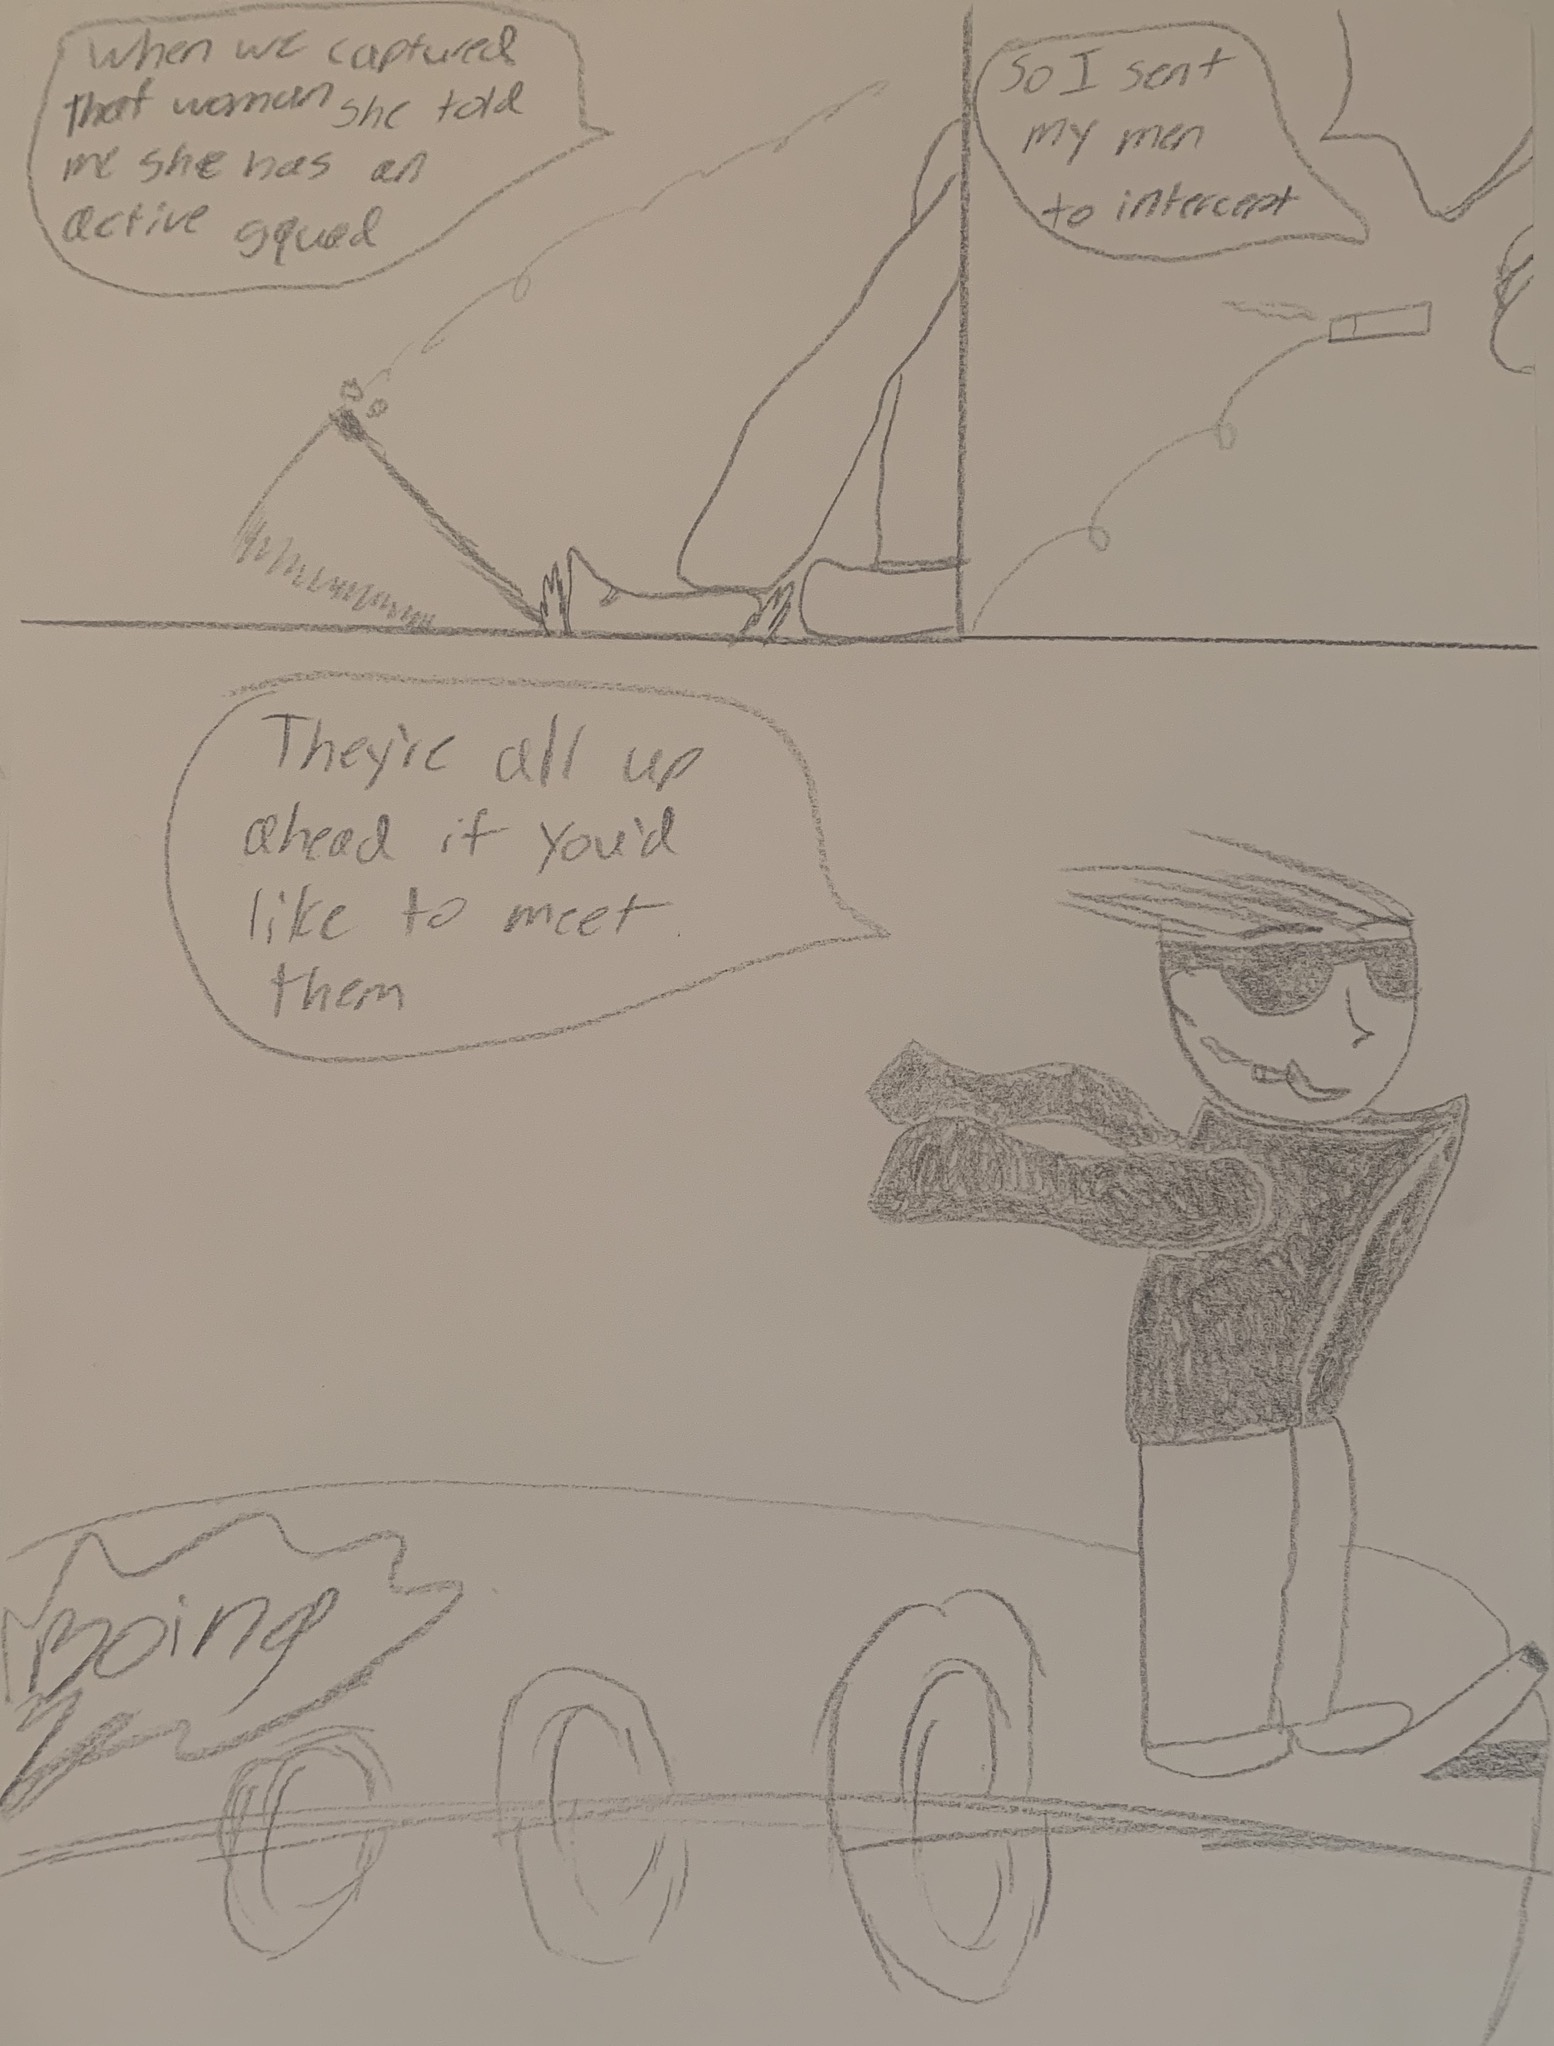 When we captured
that woman she told
me she has an
active squad
So I sent
my men
to intercept
They're all up
ahead if you'd
like to meet
them
Boing